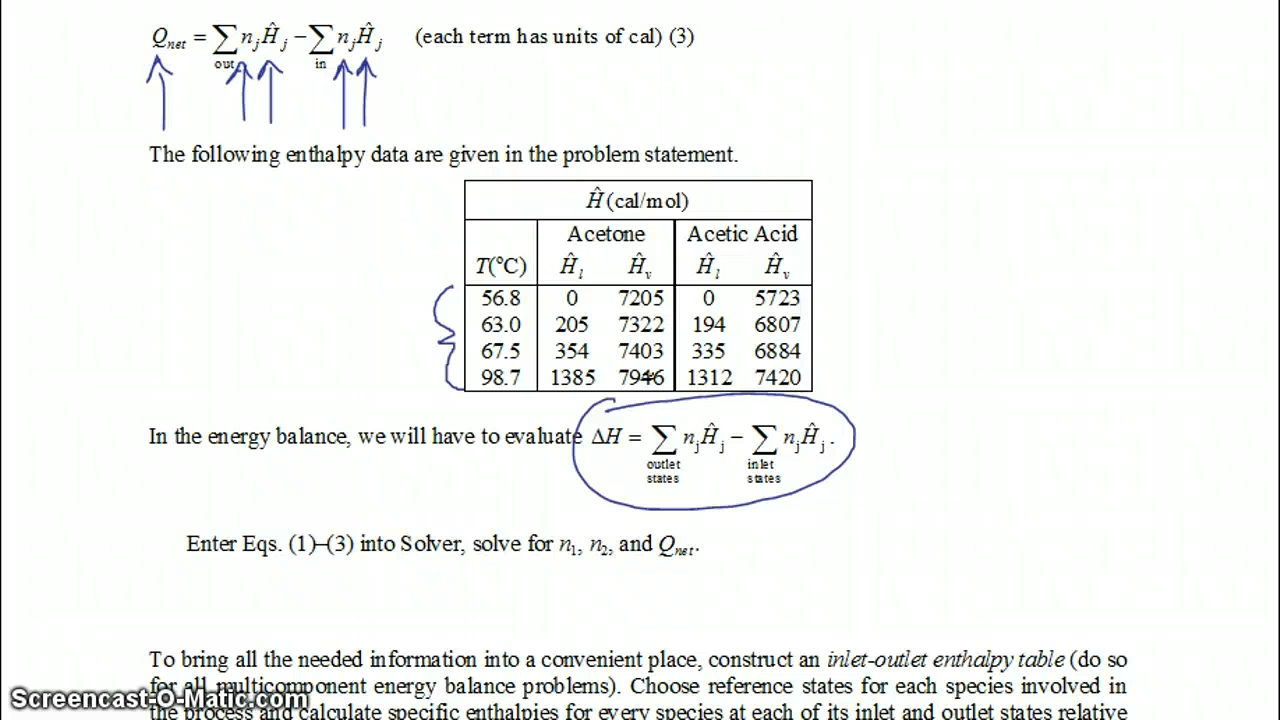 Q_net = ∑_out n_j Ĥ_j − ∑_in n_j Ĥ_j (each term has units of cal) (3)
The following enthalpy data are given in the problem statement.
Ĥ (cal/mol)
Acetone Acetic Acid
T(°C) Ĥ_l Ĥ_v Ĥ_l Ĥ_v
56.8 0 7205 0 5723
63.0 205 7322 194 6807
67.5 354 7403 335 6884
98.7 1385 7946 1312 7420
In the energy balance, we will have to evaluate ΔH = ∑_outlet states n_j Ĥ_j − ∑_inlet states n_j Ĥ_j .
Enter Eqs. (1)–(3) into Solver, solve for n_1, n_2, and Q_net.
To bring all the needed information into a convenient place, construct an inlet-outlet enthalpy table (do so
for all multicomponent energy balance problems). Choose reference states for each species involved in
the process and calculate specific enthalpies for every species at each of its inlet and outlet states relative
Screencast-O-Matic.com